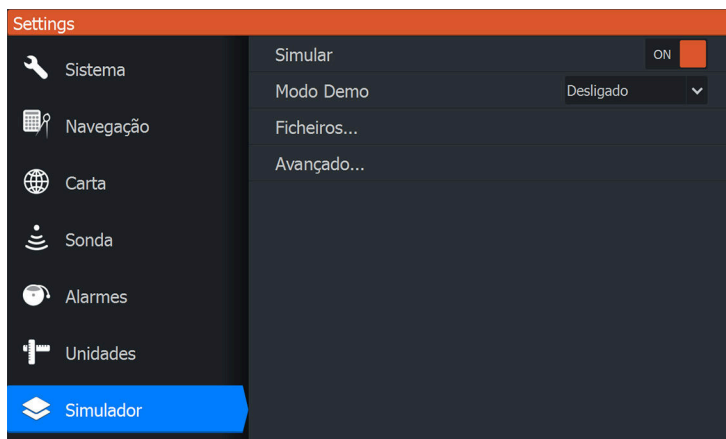 Settings
Sistema
Navegação
Carta
Sonda
Alarmes
Unidades
Simulador
Simular ON
Modo Demo Desligado
Ficheiros...
Avançado...